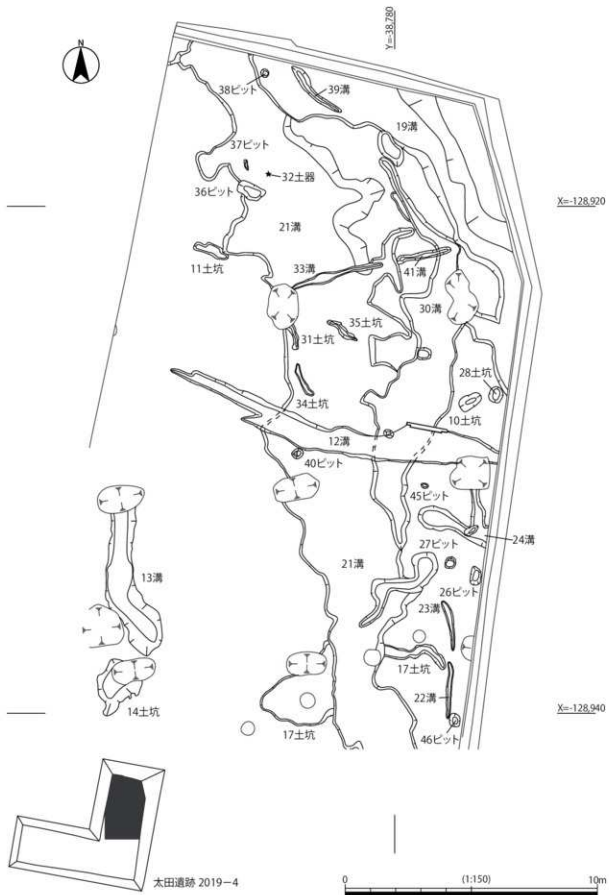 N
Y=-38,780
38ピット
39溝
19溝
37ピット
32土器
36ピット
X=-128,920
21溝
11土坑
33溝
41溝
30溝
35土坑
31土坑
28土坑
34土坑
10土坑
12溝
40ピット
45ピット
24溝
27ピット
13溝
21溝
26ピット
23溝
17土坑
22溝
14土坑
17土坑
46ピット
X=-128,940
太田遺跡 2019－4
0
(1:150)
10m